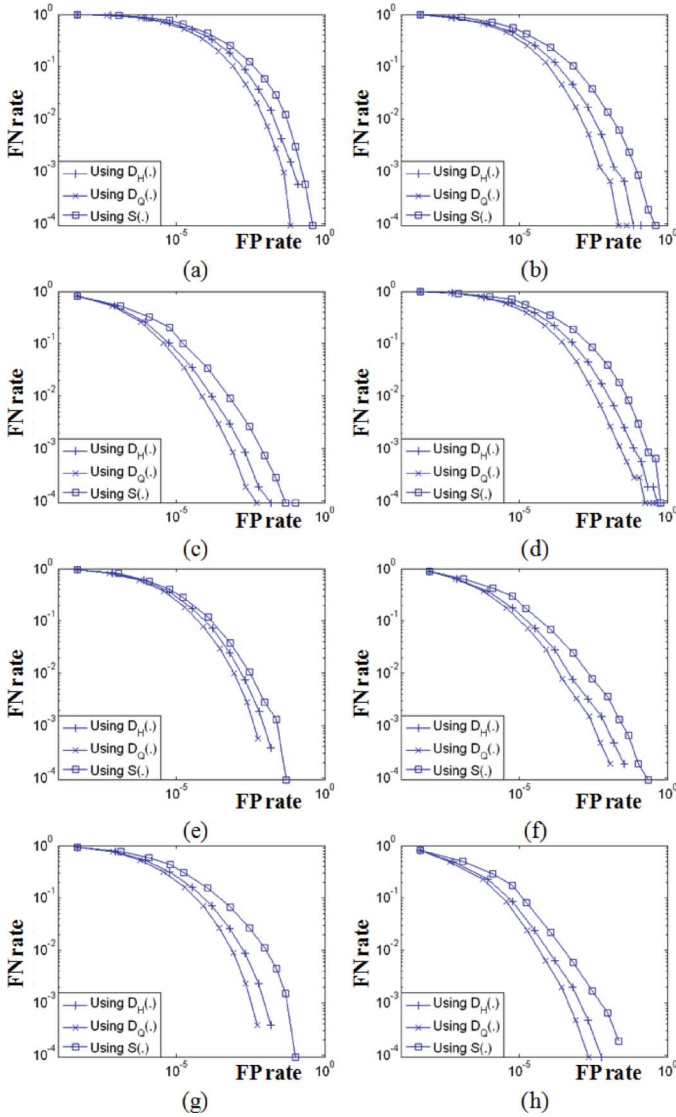 10^0
10^-1
10^-2
10^-3
10^-4
FN rate
Using D_H(.)
Using D_Q(.)
Using S(.)
10^-5
FP rate
10^0
(a)
10^0
10^-1
10^-2
10^-3
10^-4
FN rate
Using D_H(.)
Using D_Q(.)
Using S(.)
10^-5
FP rate
10^0
(b)
10^0
10^-1
10^-2
10^-3
10^-4
FN rate
Using D_H(.)
Using D_Q(.)
Using S(.)
10^-5
FP rate
10^0
(c)
10^0
10^-1
10^-2
10^-3
10^-4
FN rate
Using D_H(.)
Using D_Q(.)
Using S(.)
10^-5
FP rate
10^0
(d)
10^0
10^-1
10^-2
10^-3
10^-4
FN rate
Using D_H(.)
Using D_Q(.)
Using S(.)
10^-5
FP rate
10^0
(e)
10^0
10^-1
10^-2
10^-3
10^-4
FN rate
Using D_H(.)
Using D_Q(.)
Using S(.)
10^-5
FP rate
10^0
(f)
10^0
10^-1
10^-2
10^-3
10^-4
FN rate
Using D_H(.)
Using D_Q(.)
Using S(.)
10^-5
FP rate
10^0
(g)
10^0
10^-1
10^-2
10^-3
10^-4
FN rate
Using D_H(.)
Using D_Q(.)
Using S(.)
10^-5
FP rate
10^0
(h)